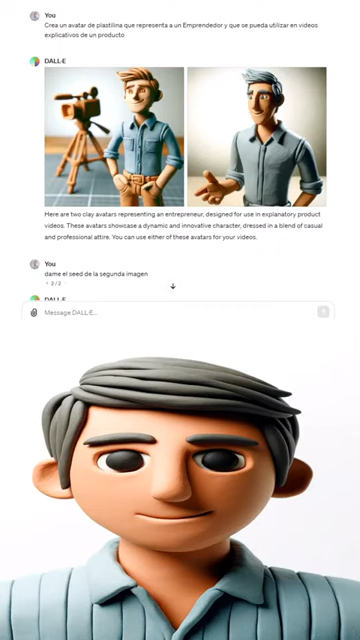 You
Crea un avatar de plastilina que representa a un Emprendedor y que se pueda utilizar en videos
explicativos de un producto
DALL·E
Here are two clay avatars representing an entrepreneur, designed for use in explanatory product
videos. These avatars showcase a dynamic and innovative character, dressed in a blend of casual
and professional attire. You can use either of these avatars for your videos.
You
dame el seed de la segunda imagen
2 / 2
DALL·E
Message DALL·E...